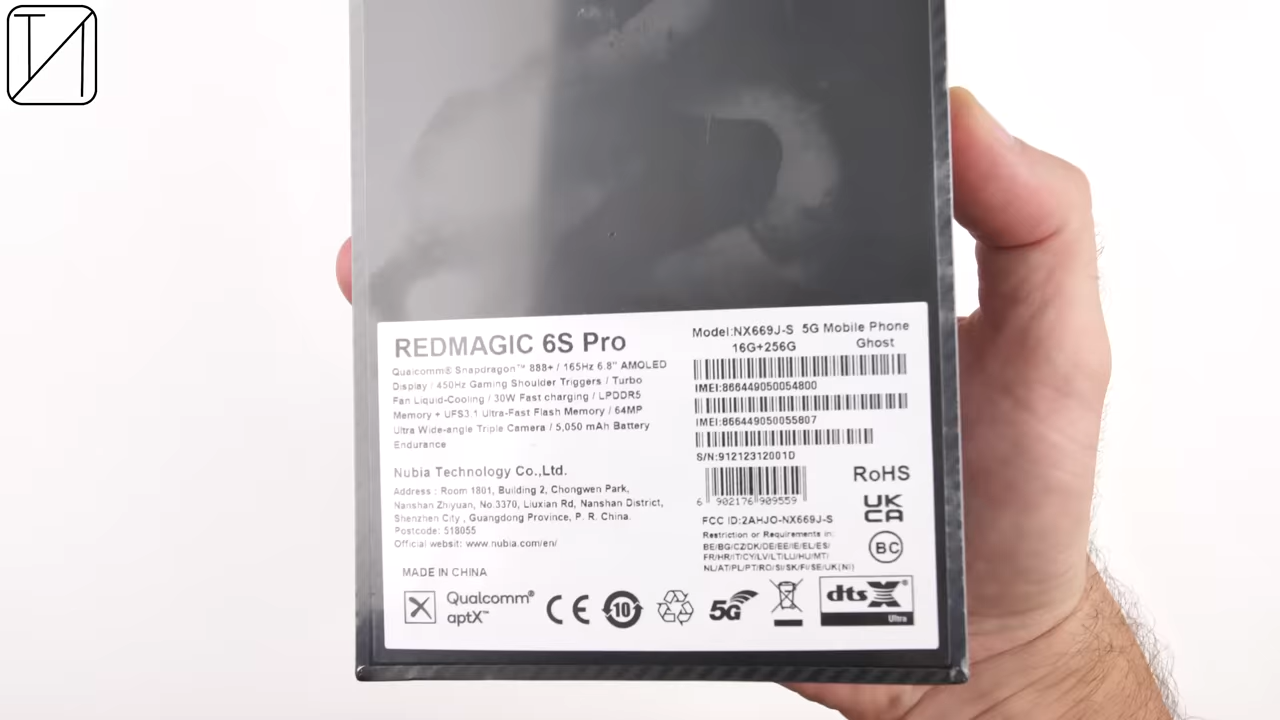 TN
REDMAGIC 6S Pro
Qualcomm® Snapdragon™ 888+ / 165Hz 6.8" AMOLED
Display / 450Hz Gaming Shoulder Triggers / Turbo
Fan Liquid-Cooling / 30W Fast charging / LPDDR5
Memory + UFS3.1 Ultra-Fast Flash Memory / 64MP
Ultra Wide-angle Triple Camera / 5,050 mAh Battery
Endurance
Nubia Technology Co.,Ltd.
Address : Room 1801, Building 2, Chongwen Park,
Nanshan Zhiyuan, No.3370, Liuxian Rd, Nanshan District,
Shenzhen City , Guangdong Province, P. R. China.
Postcode: 518055
Official websit: www.nubia.com/en/
MADE IN CHINA
Qualcomm®
aptX™
CE
10
5G
dts X®
Ultra
Model:NX669J-S 5G Mobile Phone
16G+256G Ghost
IMEI:866449050054800
IMEI:866449050055807
S/N:91212312001D
6 902176 909559
RoHS
UK
CA
BC
FCC ID:2AHJO-NX669J-S
Restriction or Requirements in:
BE/BG/CZ/DK/DE/EE/IE/EL/ES/
FR/HR/IT/CY/LV/LT/LU/HU/MT/
NL/AT/PL/PT/RO/SI/SK/FI/SE/UK(NI)